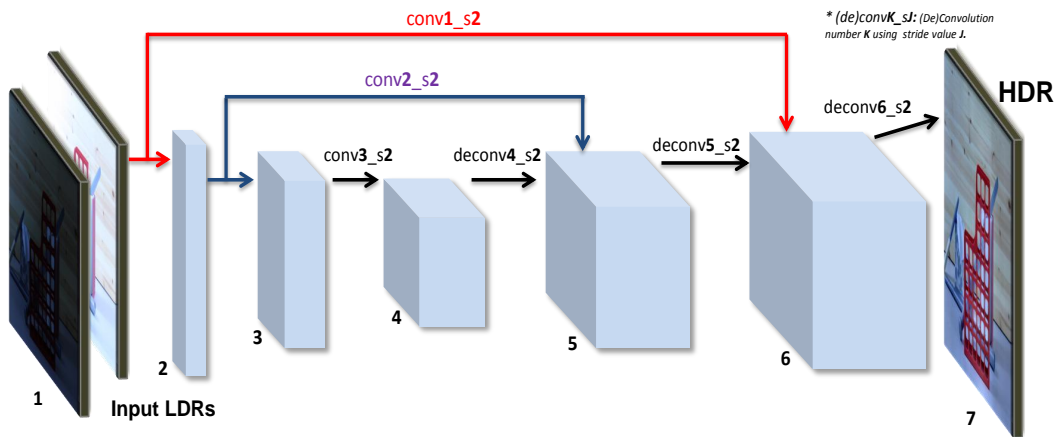 conv1_s2
* (de)convK_sJ: (De)Convolution
number K using stride value J.
HDR
conv2_s2
deconv6_s2
conv3_s2
deconv4_s2
deconv5_s2
1
2
3
4
5
6
7
Input LDRs